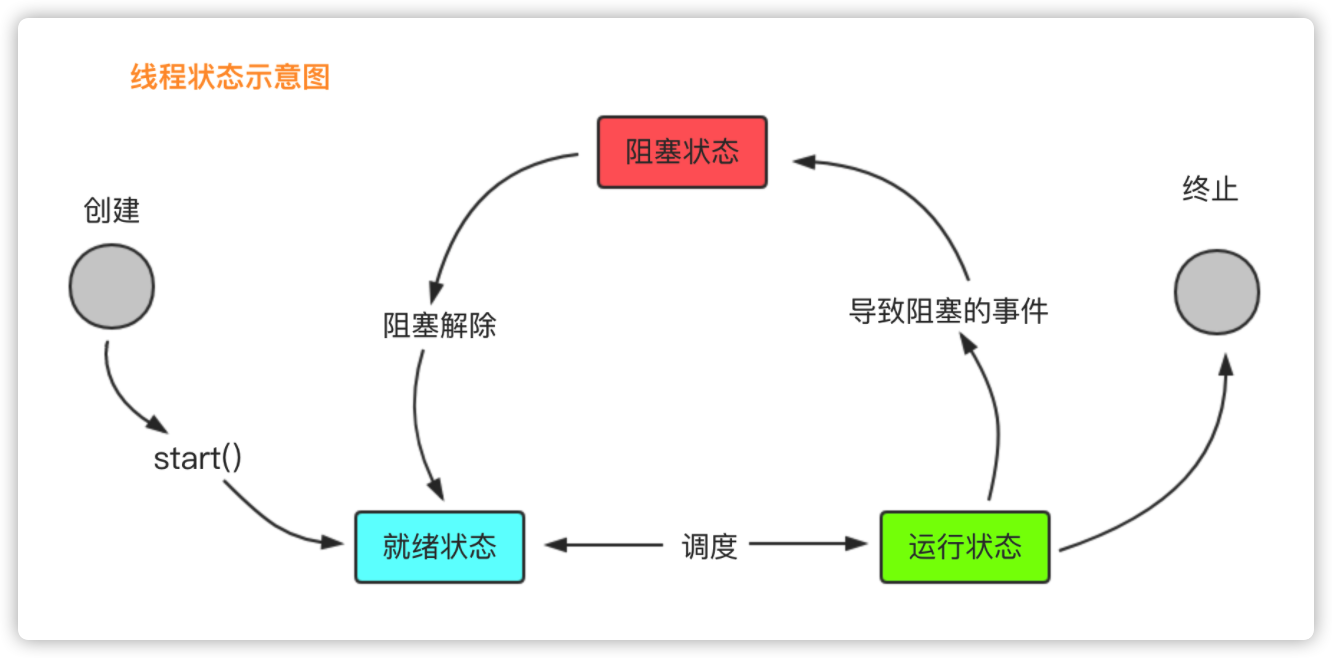 线程状态示意图
阻塞状态
创建
终止
阻塞解除
导致阻塞的事件
start()
就绪状态
调度
运行状态